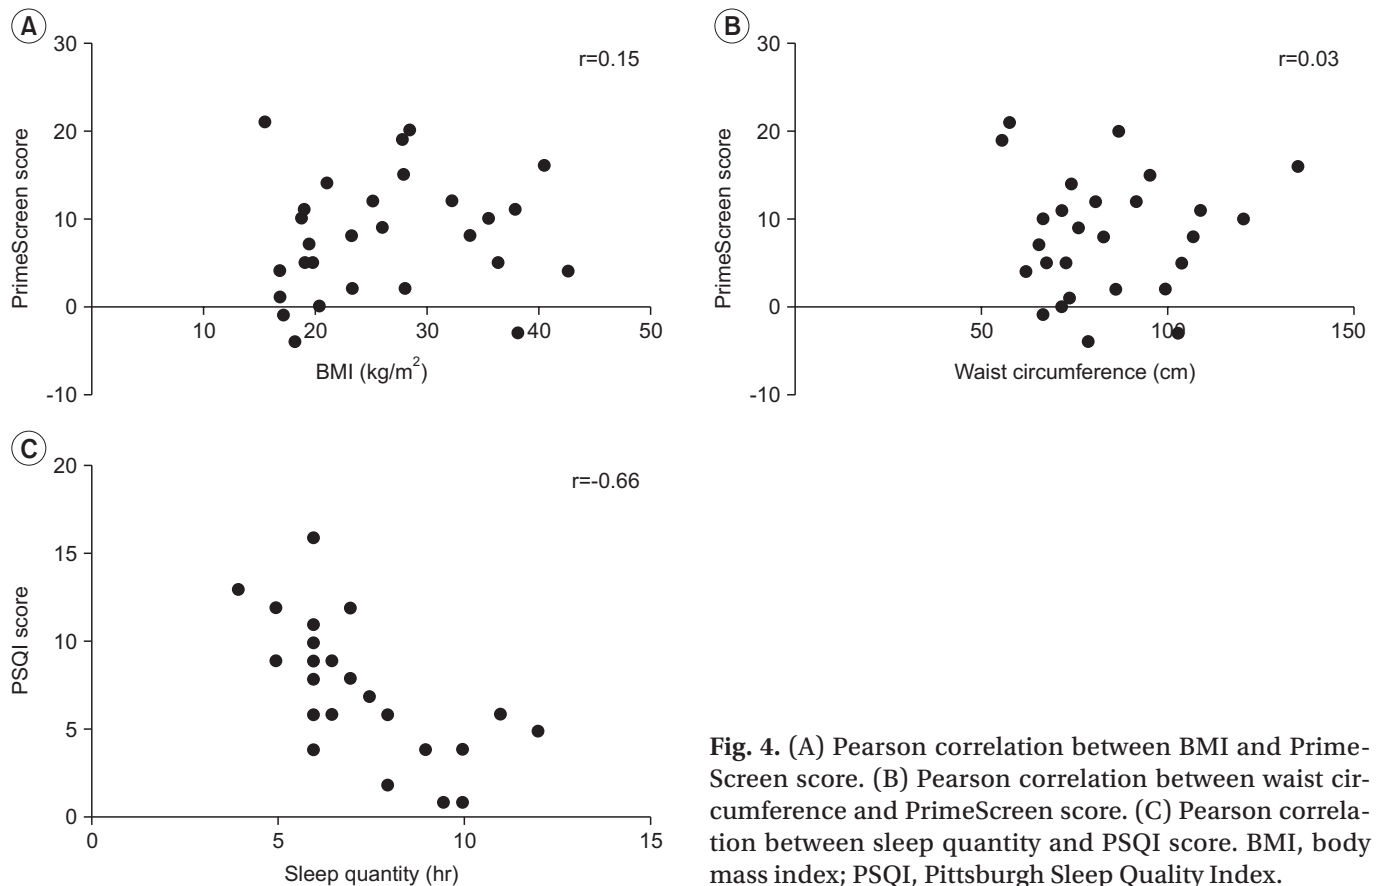 A
30
20
10
0
-10
PrimeScreen score
r=0.15
10 20 30 40 50
BMI (kg/m²)
B
30
20
10
0
-10
PrimeScreen score
r=0.03
50 100 150
Waist circumference (cm)
C
20
15
10
5
0
PSQI score
r=-0.66
0 5 10 15
Sleep quantity (hr)
Fig. 4. (A) Pearson correlation between BMI and Prime-
Screen score. (B) Pearson correlation between waist cir-
cumference and PrimeScreen score. (C) Pearson correla-
tion between sleep quantity and PSQI score. BMI, body
mass index; PSQI, Pittsburgh Sleep Quality Index.